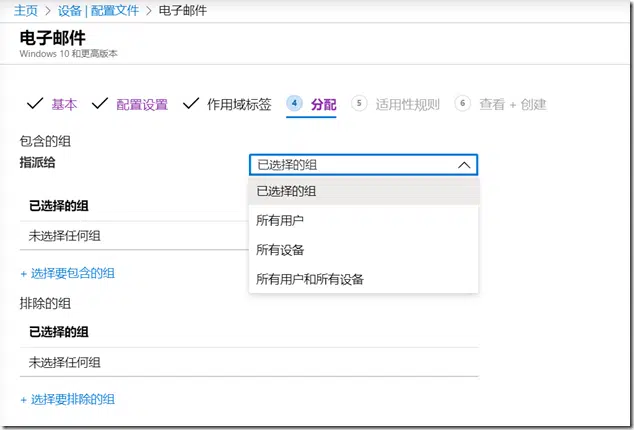 主页 > 设备 | 配置文件 > 电子邮件
电子邮件
Windows 10 和更高版本
基本 配置设置 作用域标签 4 分配 5 适用性规则 6 查看 + 创建
包含的组
指派给 已选择的组
已选择的组
所有用户
所有设备
所有用户和所有设备
已选择的组
未选择任何组
+ 选择要包含的组
排除的组
已选择的组
未选择任何组
+ 选择要排除的组